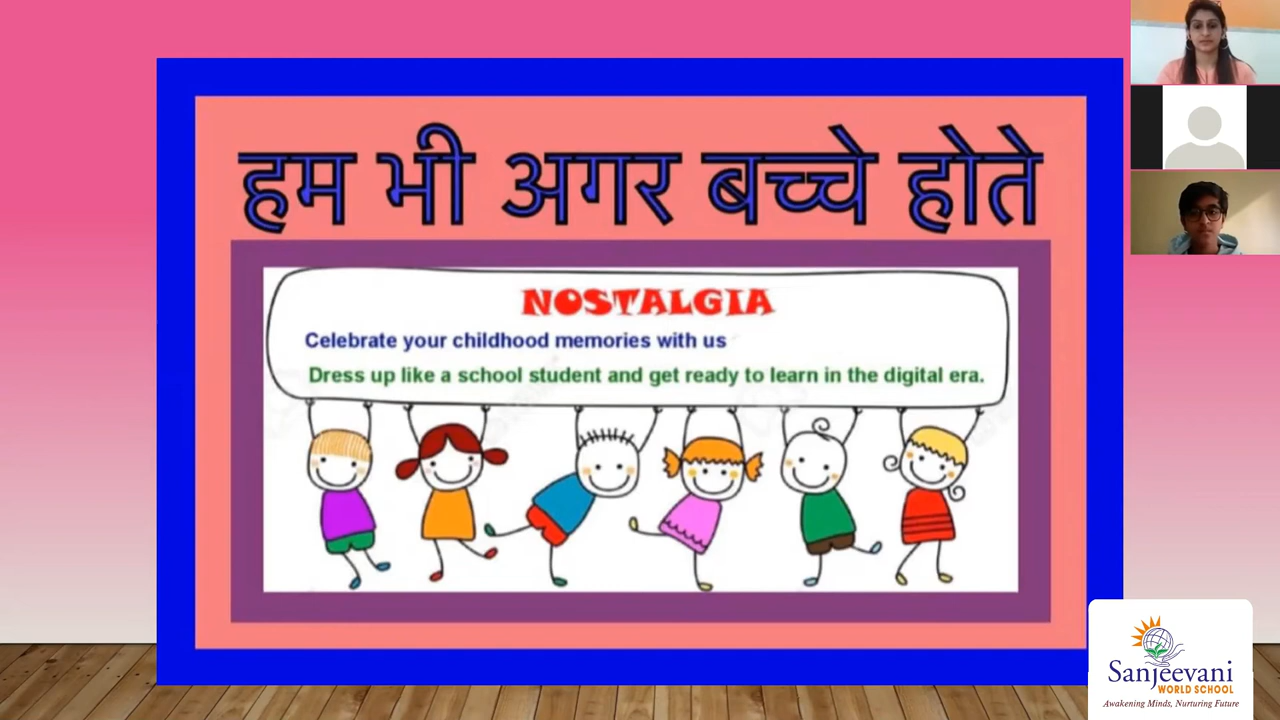 हम भी अगर बच्चे होते
NOSTALGIA
Celebrate your childhood memories with us
Dress up like a school student and get ready to learn in the digital era.
Sanjeevani
WORLD SCHOOL
Awakening Minds, Nurturing Future